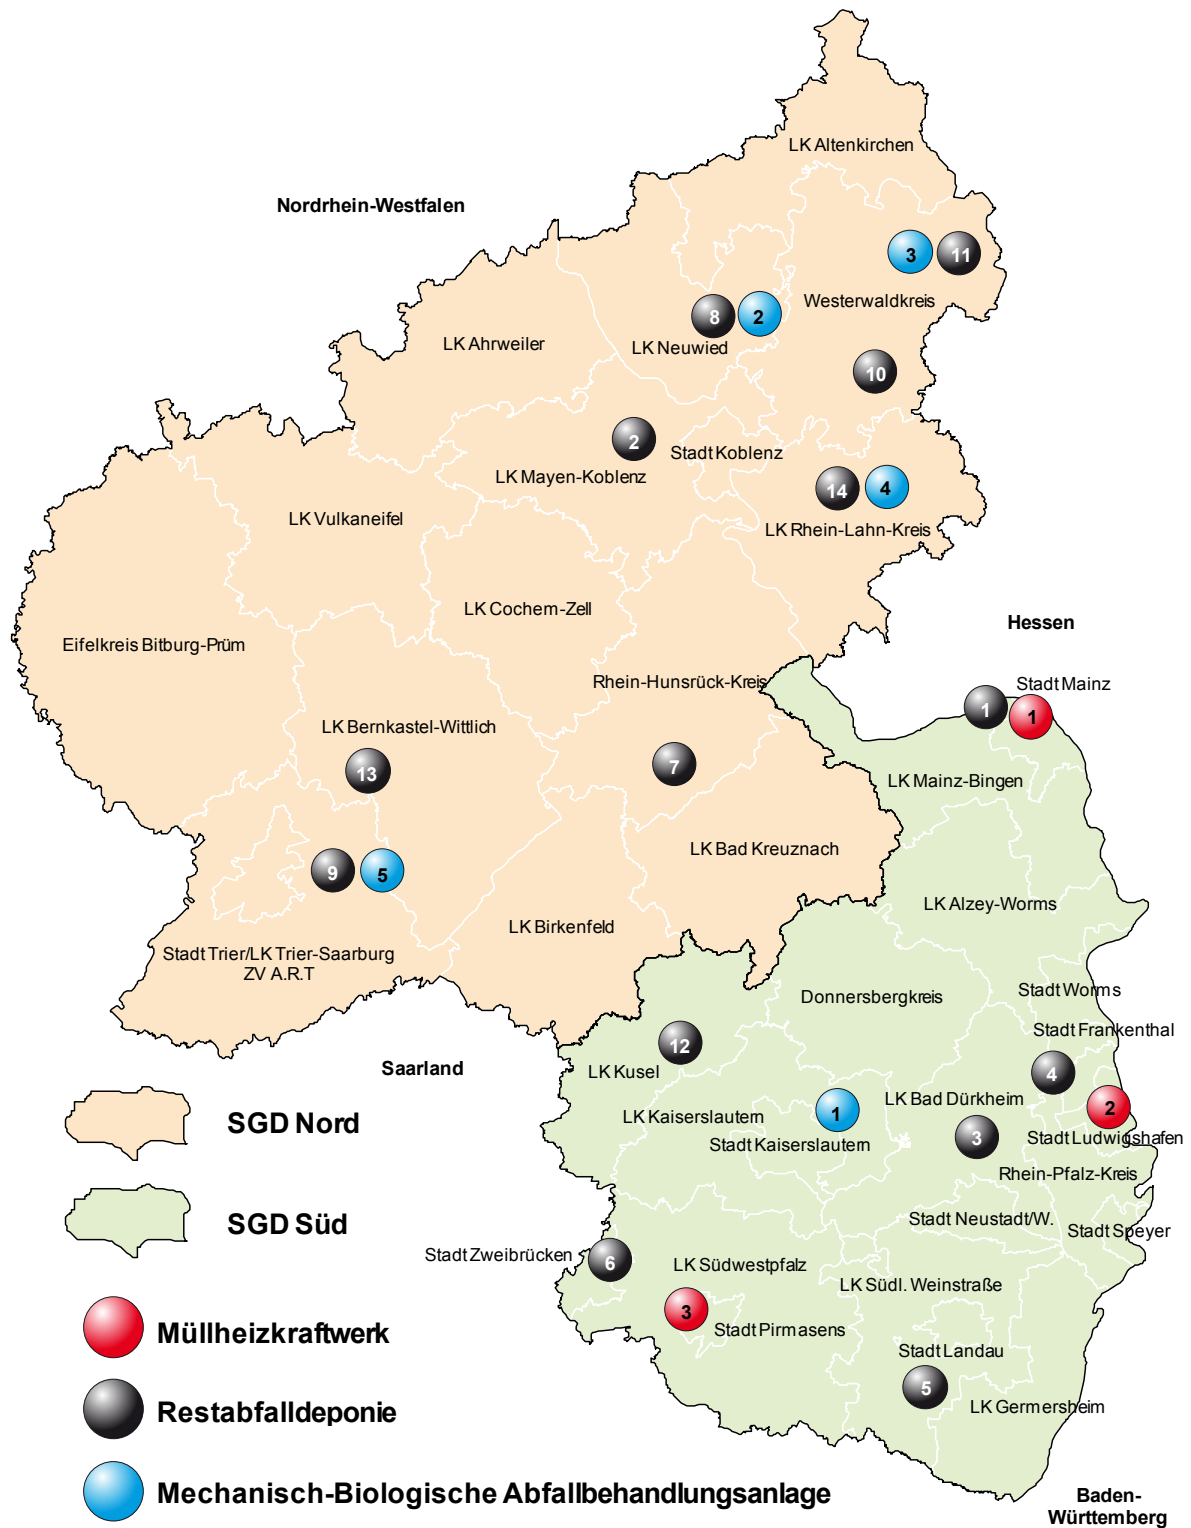 LK Altenkirchen
Nordrhein-Westfalen
3
11
Westerwaldkreis
8
2
LK Neuwied
LK Ahrweiler
10
2
Stadt Koblenz
LK Mayen-Koblenz
14
4
LK Rhein-Lahn-Kreis
LK Vulkaneifel
LK Cochem-Zell
Hessen
Eifelkreis Bitburg-Prüm
Rhein-Hunsrück-Kreis
Stadt Mainz
1
1
LK Bernkastel-Wittlich
13
7
LK Mainz-Bingen
LK Bad Kreuznach
9
5
LK Alzey-Worms
LK Birkenfeld
Stadt Trier/LK Trier-Saarburg
ZV A.R.T
Donnersbergkreis
Stadt Worms
Stadt Frankenthal
12
Saarland
LK Kusel
4
LK Bad Dürkheim
2
LK Kaiserslautern
1
SGD Nord
Stadt Kaiserslautern
3
Stadt Ludwigshafen
Rhein-Pfalz-Kreis
SGD Süd
Stadt Neustadt/W.
Stadt Speyer
Stadt Zweibrücken
6
LK Südwestpfalz
LK Südl. Weinstraße
3
Stadt Pirmasens
Müllheizkraftwerk
Stadt Landau
5
LK Germersheim
Restabfalldeponie
Mechanisch-Biologische Abfallbehandlungsanlage
Baden-
Württemberg